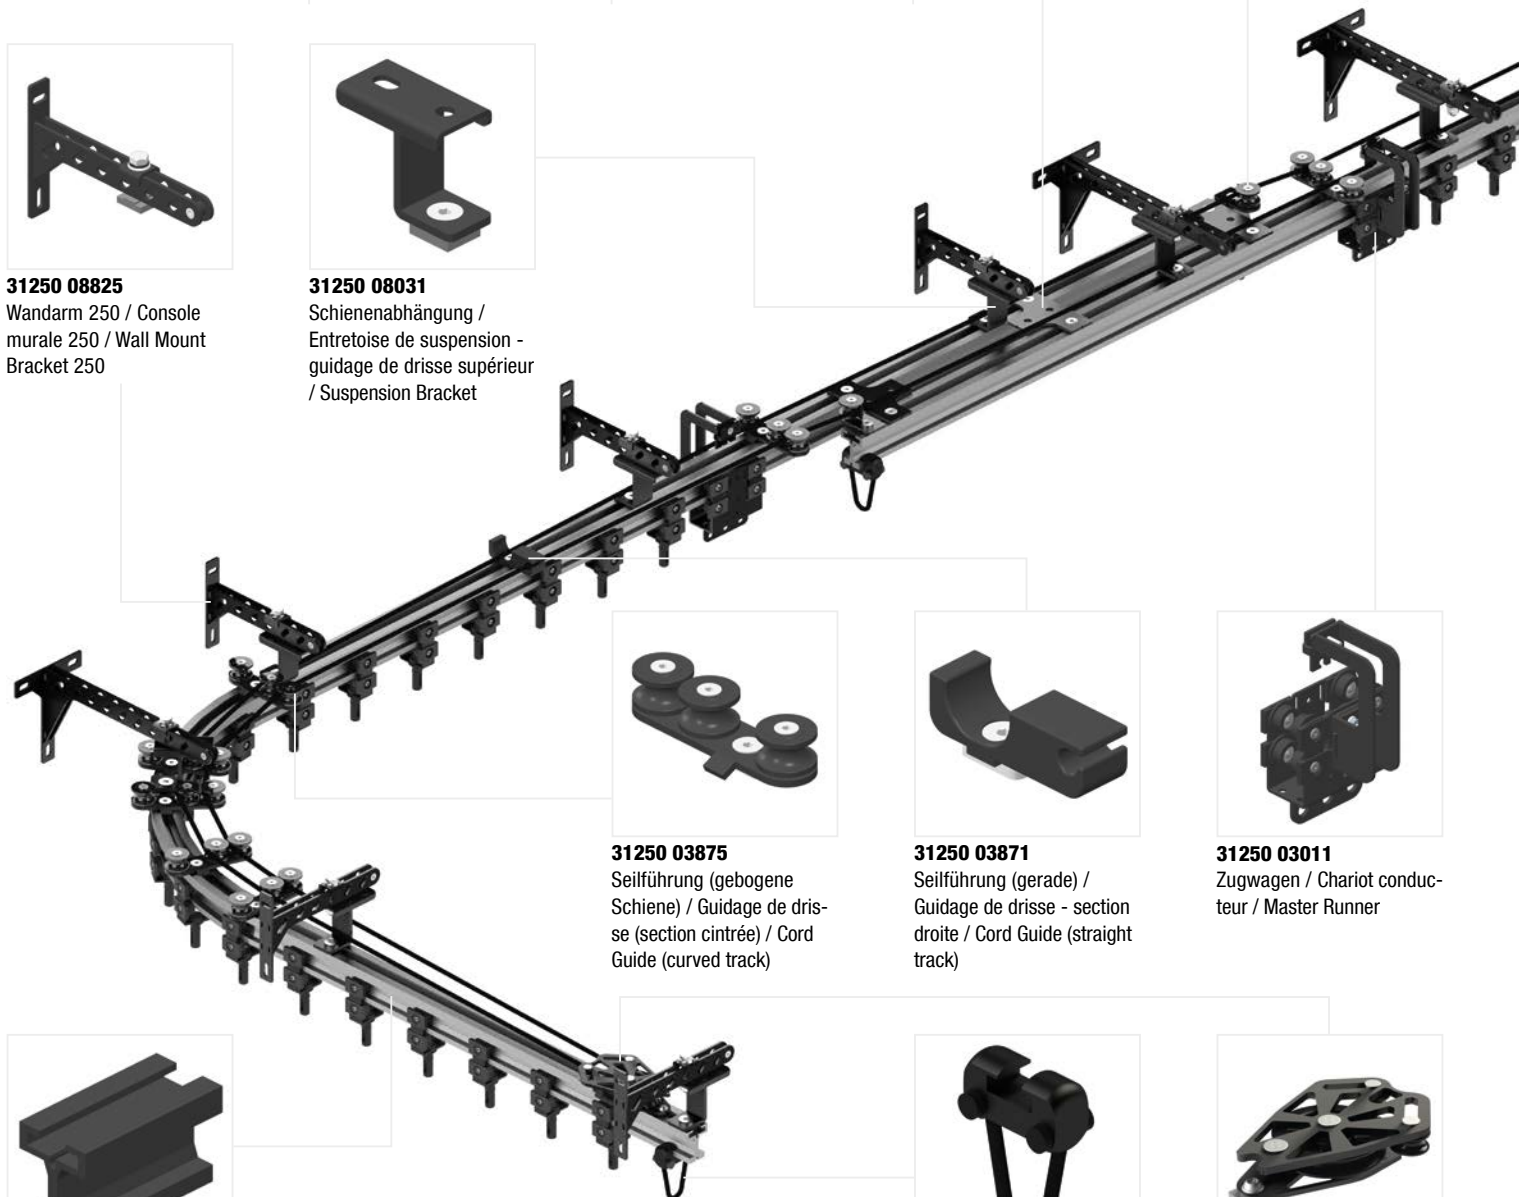 31250 08825
Wandarm 250 / Console
murale 250 / Wall Mount
Bracket 250
31250 08031
Schienenabhängung /
Entretoise de suspension -
guidage de drisse supérieur
/ Suspension Bracket
31250 03875
Seilführung (gebogene
Schiene) / Guidage de dris-
se (section cintrée) / Cord
Guide (curved track)
31250 03871
Seilführung (gerade) /
Guidage de drisse - section
droite / Cord Guide (straight
track)
31250 03011
Zugwagen / Chariot conduc-
teur / Master Runner